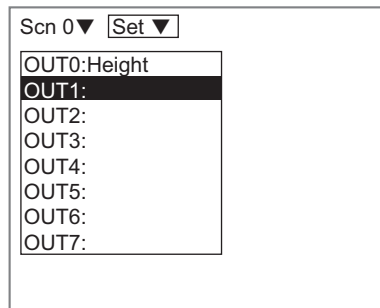 Scn 0▼ Set ▼
OUT0:Height
OUT1:
OUT2:
OUT3:
OUT4:
OUT5:
OUT6:
OUT7: